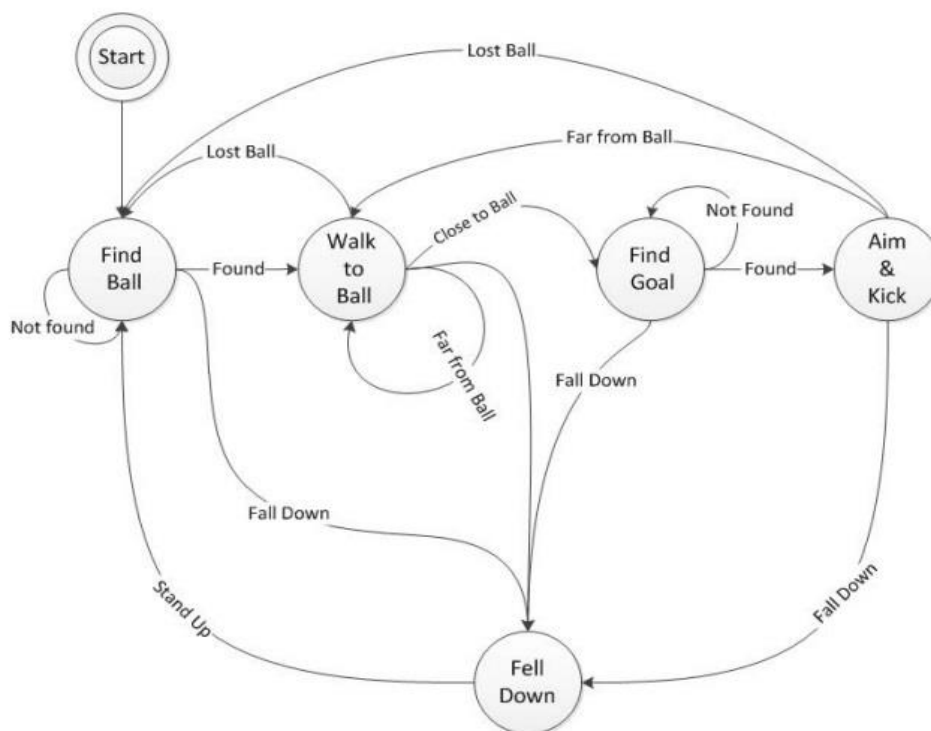 Start
Lost Ball
Far from Ball
Lost Ball
Close to Ball
Not Found
Find
Ball
Found
Walk
to
Ball
Find
Goal
Found
Aim
&
Kick
Not found
Far from Ball
Fall Down
Fall Down
Fall Down
Stand Up
Fell
Down